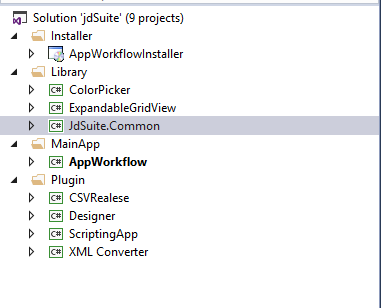 Solution 'jdSuite' (9 projects)
Installer
AppWorkflowInstaller
Library
C# ColorPicker
C# ExpandableGridView
C# JdSuite.Common
MainApp
C# AppWorkflow
Plugin
C# CSVRealese
C# Designer
C# ScriptingApp
C# XML Converter